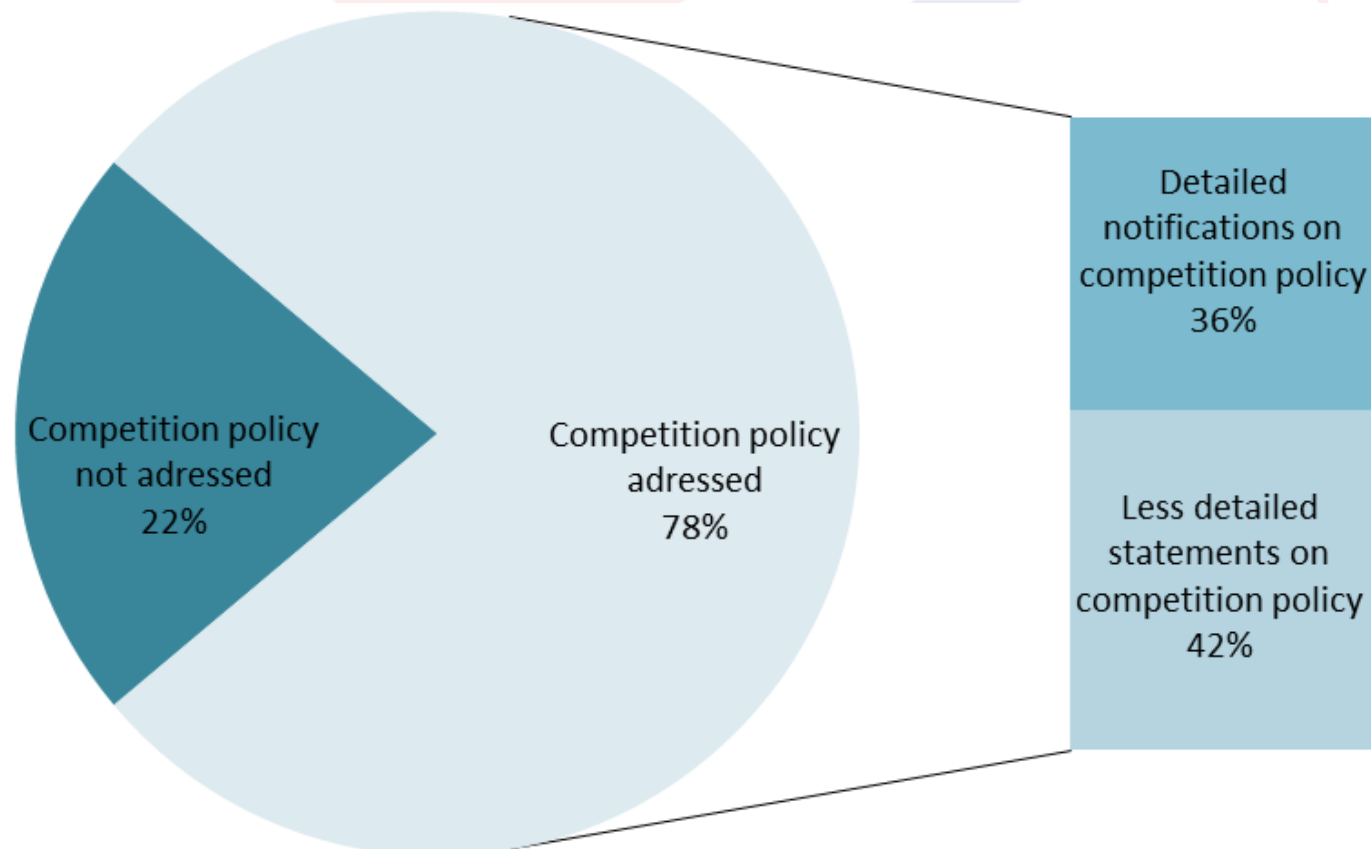 Competition policy
not adressed
22%
Competition policy
adressed
78%
Detailed
notifications on
competition policy
36%
Less detailed
statements on
competition policy
42%